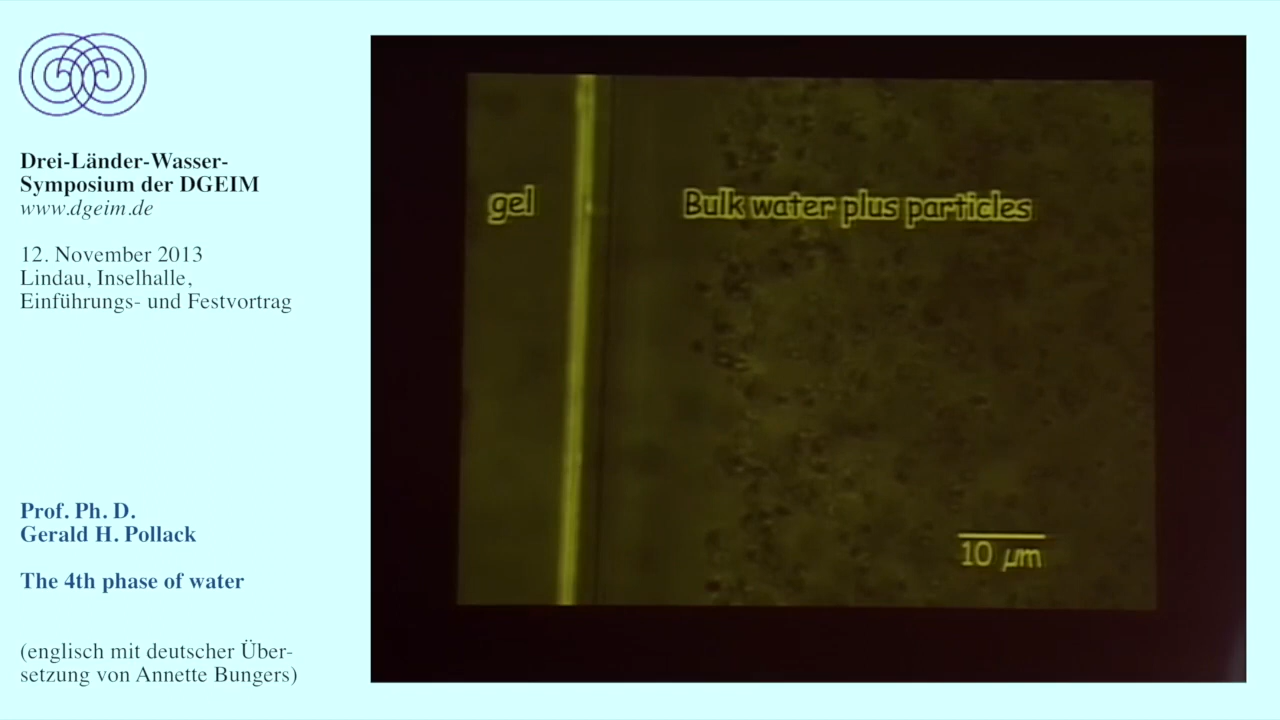 Drei-Länder-Wasser-
Symposium der DGEIM
www.dgeim.de
12. November 2013
Lindau, Inselhalle,
Einführungs- und Festvortrag
Prof. Ph. D.
Gerald H. Pollack
The 4th phase of water
(englisch mit deutscher Über-
setzung von Annette Bungers)
gel
Bulk water plus particles
10 µm